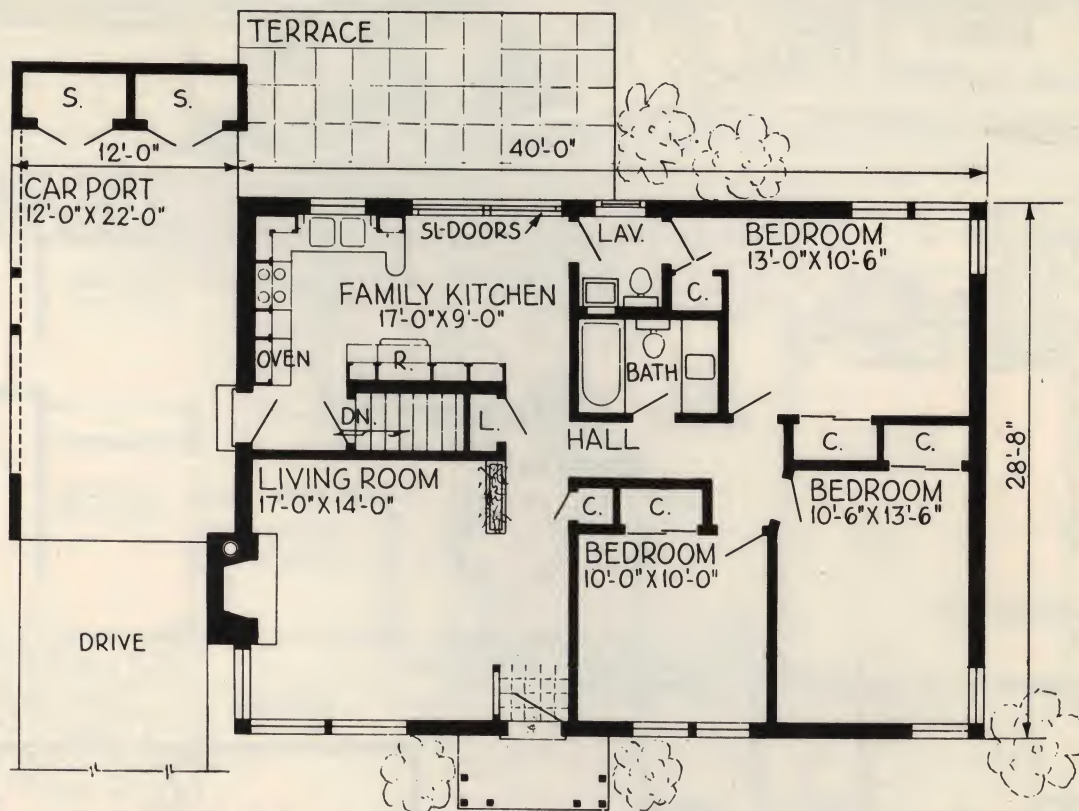 TERRACE
S.
S.
12'-0"
40'-0"
CAR PORT
12'-0" X 22'-0"
SL·DOORS
LAV.
BEDROOM
13'-0" X 10'-6"
FAMILY KITCHEN
17'-0" X 9'-0"
C.
OVEN
R.
BATH
DN.
L.
HALL
C.
C.
28'-8"
LIVING ROOM
17'-0" X 14'-0"
BEDROOM
10'-6" X 13'-6"
C.
C.
BEDROOM
10'-0" X 10'-0"
DRIVE